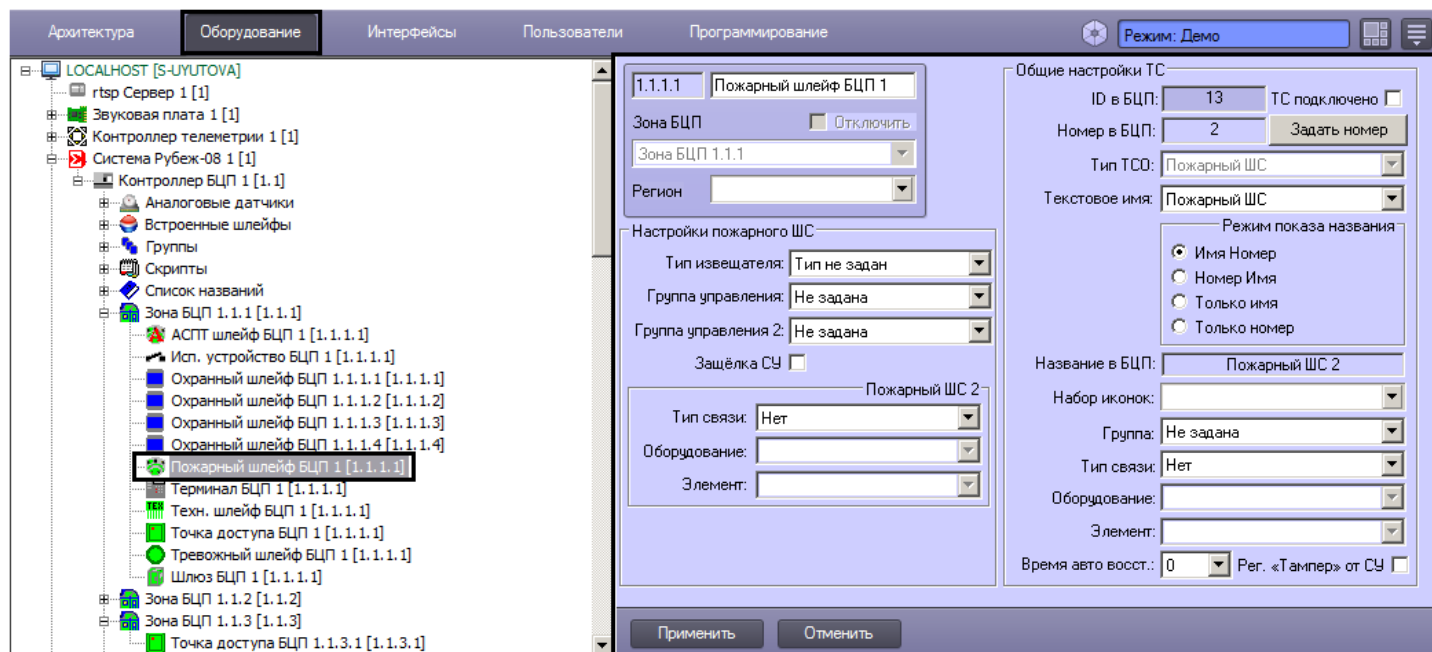 Архитектура Оборудование Интерфейсы Пользователи Программирование Режим: Демо
LOCALHOST [S-UYUTOVA]
rtsp Сервер 1 [1]
Звуковая плата 1 [1]
Контроллер телеметрии 1 [1]
Система Рубеж-08 1 [1]
Контроллер БЦП 1 [1.1]
Аналоговые датчики
Встроенные шлейфы
Группы
Скрипты
Список названий
Зона БЦП 1.1.1 [1.1.1]
АСПТ шлейф БЦП 1 [1.1.1.1]
Исп. устройство БЦП 1 [1.1.1.1]
Охранный шлейф БЦП 1.1.1.1 [1.1.1.1]
Охранный шлейф БЦП 1.1.1.2 [1.1.1.2]
Охранный шлейф БЦП 1.1.1.3 [1.1.1.3]
Охранный шлейф БЦП 1.1.1.4 [1.1.1.4]
Пожарный шлейф БЦП 1 [1.1.1.1]
Терминал БЦП 1 [1.1.1.1]
Техн. шлейф БЦП 1 [1.1.1.1]
Точка доступа БЦП 1 [1.1.1.1]
Тревожный шлейф БЦП 1 [1.1.1.1]
Шлюз БЦП 1 [1.1.1.1]
Зона БЦП 1.1.2 [1.1.2]
Зона БЦП 1.1.3 [1.1.3]
Точка доступа БЦП 1.1.3.1 [1.1.3.1]
1.1.1.1 Пожарный шлейф БЦП 1
Зона БЦП Отключить
Зона БЦП 1.1.1
Регион
Настройки пожарного ШС
Тип извещателя: Тип не задан
Группа управления: Не задана
Группа управления 2: Не задана
Защёлка СУ
Пожарный ШС 2
Тип связи: Нет
Оборудование:
Элемент:
Общие настройки ТС
ID в БЦП: 13 ТС подключено
Номер в БЦП: 2 Задать номер
Тип ТСО: Пожарный ШС
Текстовое имя: Пожарный ШС
Режим показа названия
Имя Номер
Номер Имя
Только имя
Только номер
Название в БЦП: Пожарный ШС 2
Набор иконок:
Группа: Не задана
Тип связи: Нет
Оборудование:
Элемент:
Время авто восст.: 0 Рег. «Тампер» от СУ
Применить Отменить